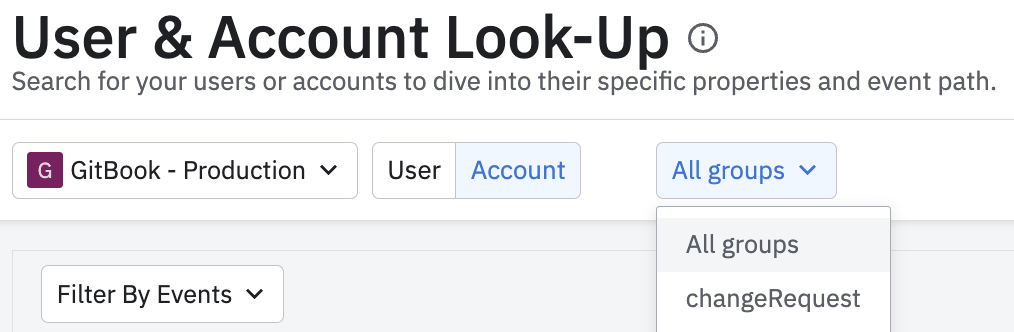 User & Account Look-Up
Search for your users or accounts to dive into their specific properties and event path.
G GitBook - Production User Account All groups
All groups
Filter By Events
changeRequest